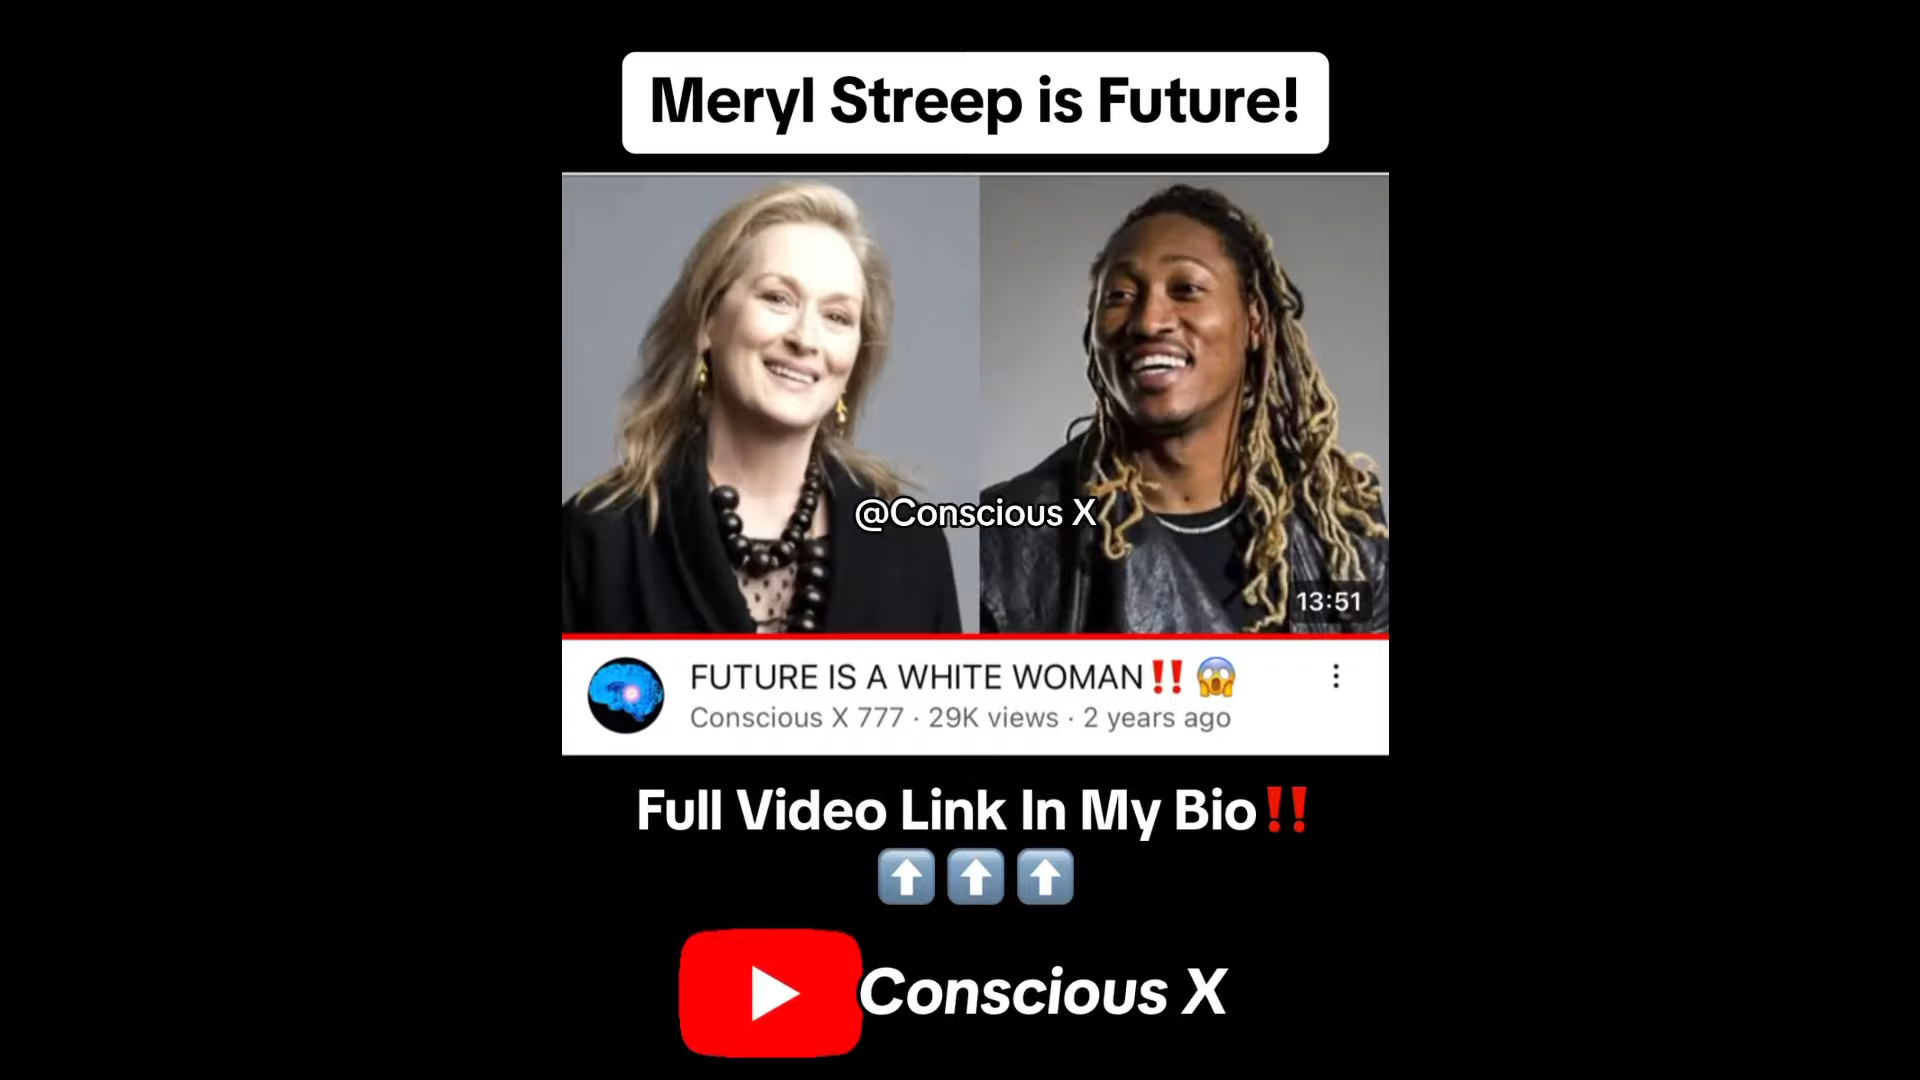 Meryl Streep is Future!
@Conscious X
13:51
FUTURE IS A WHITE WOMAN‼️ 😱
Conscious X 777 · 29K views · 2 years ago
Full Video Link In My Bio‼️
⬆️⬆️⬆️
Conscious X